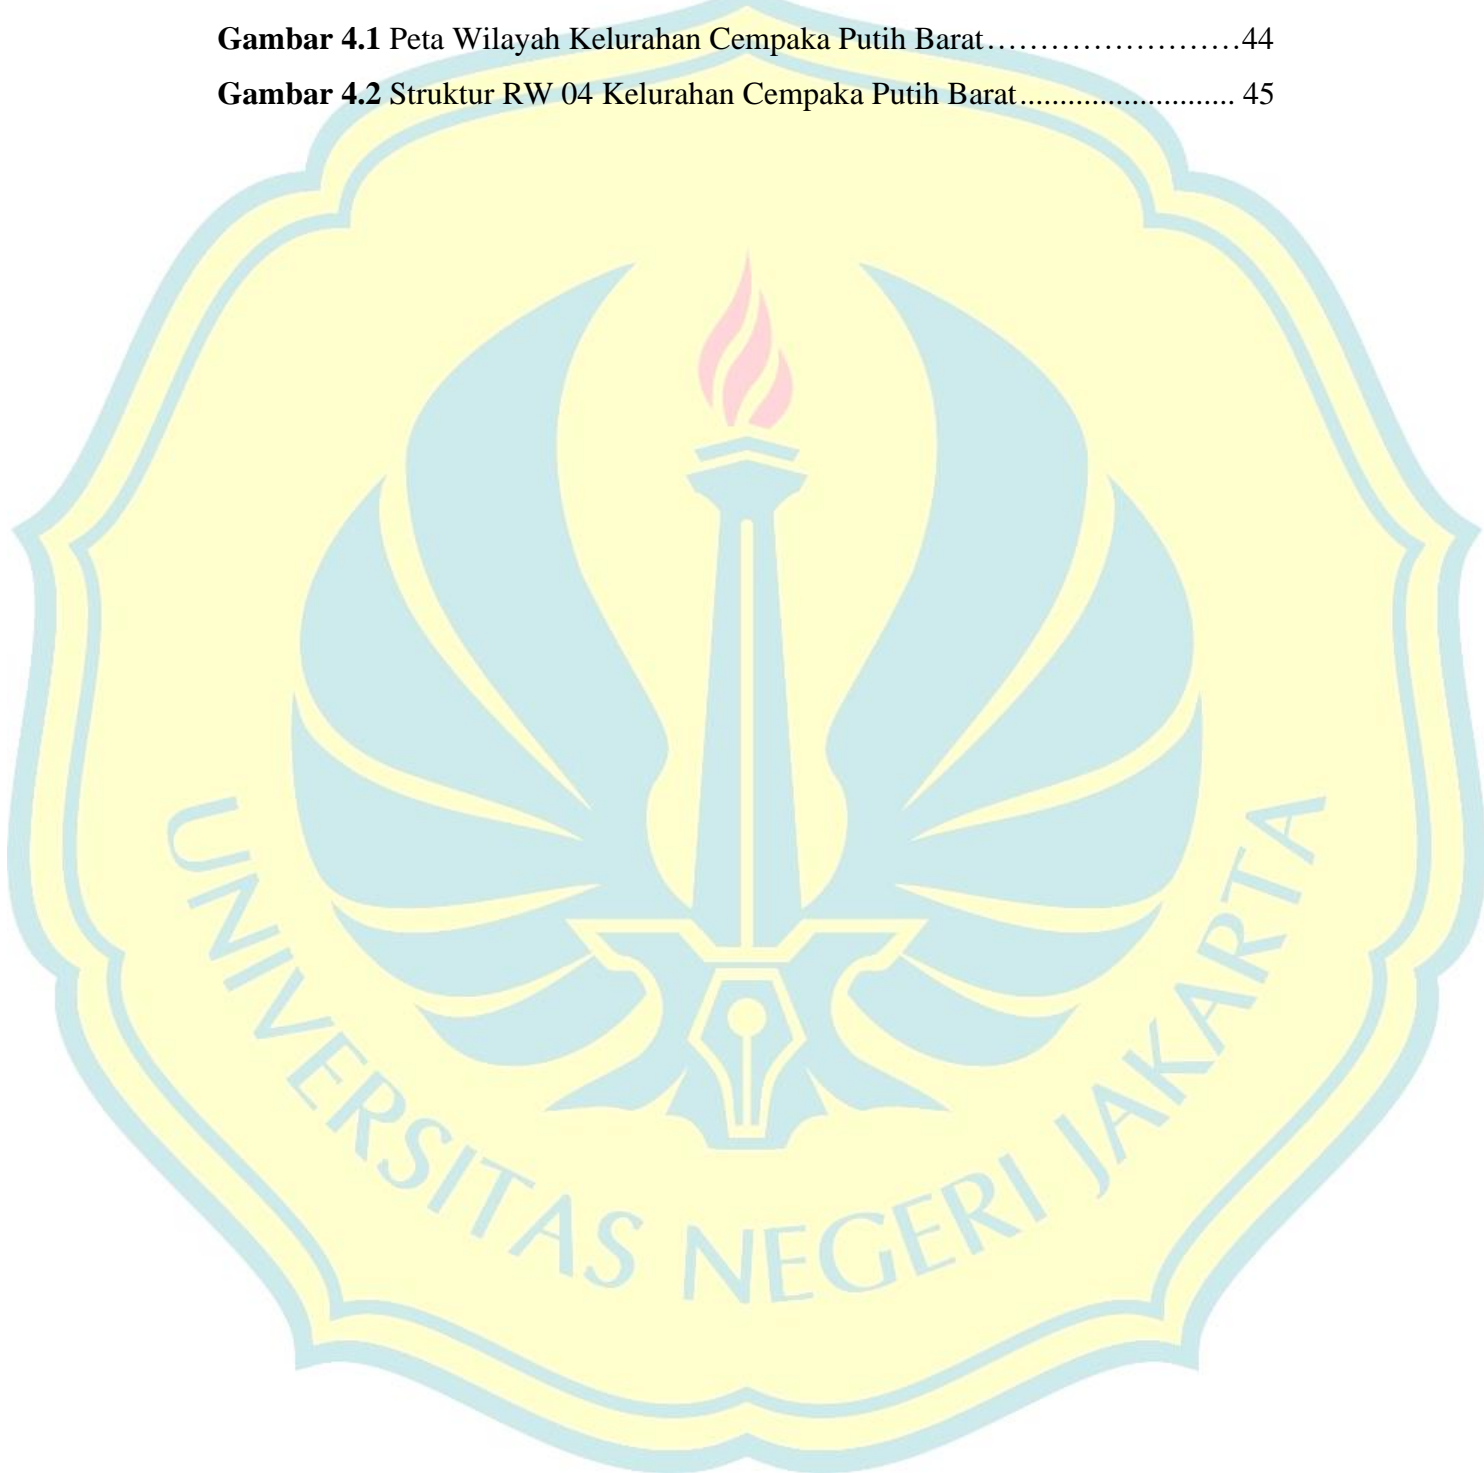 Gambar 4.1 Peta Wilayah Kelurahan Cempaka Putih Barat……………………44
Gambar 4.2 Struktur RW 04 Kelurahan Cempaka Putih Barat.......................... 45
UNIVERSITAS NEGERI JAKARTA